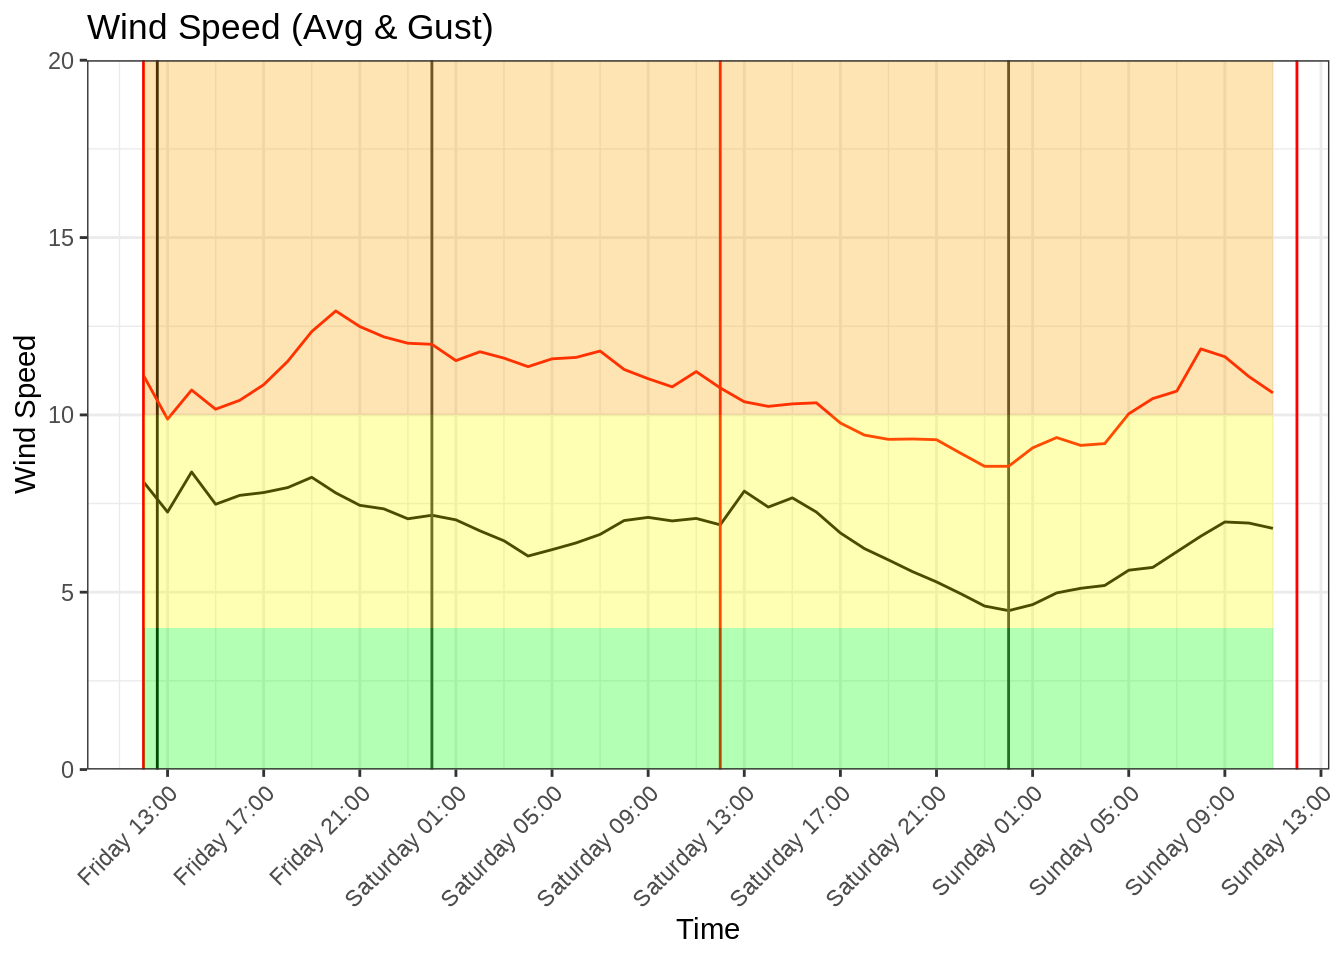 Wind Speed (Avg & Gust)
20
15
10
5
0
Wind Speed
Friday 13:00
Friday 17:00
Friday 21:00
Saturday 01:00
Saturday 05:00
Saturday 09:00
Saturday 13:00
Saturday 17:00
Saturday 21:00
Sunday 01:00
Sunday 05:00
Sunday 09:00
Sunday 13:00
Time